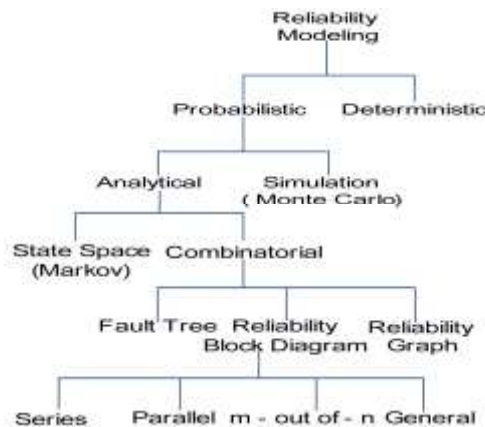 Reliability
Modeling
Probabilistic Deterministic
Analytical Simulation
( Monte Carlo)
State Space Combinatorial
(Markov)
Fault Tree Reliability Reliability
Block Diagram Graph
Series Parallel m - out of - n General